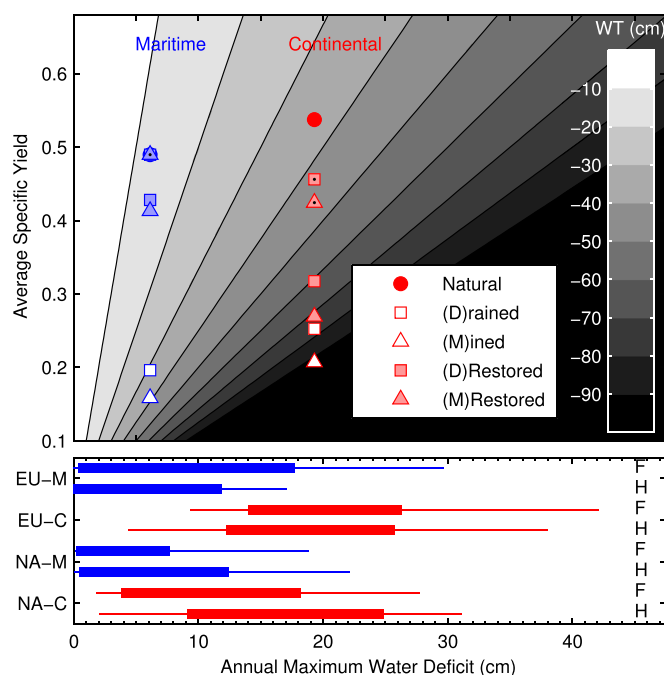 Maritime
Continental
WT (cm)
Average Specific Yield
0.6
0.5
0.4
0.3
0.2
0.1
−10
−20
−30
−40
−50
−60
−70
−80
−90
Natural
(D)rained
(M)ined
(D)Restored
(M)Restored
EU−M
EU−C
NA−M
NA−C
F
H
F
H
F
H
F
H
0 10 20 30 40
Annual Maximum Water Deficit (cm)